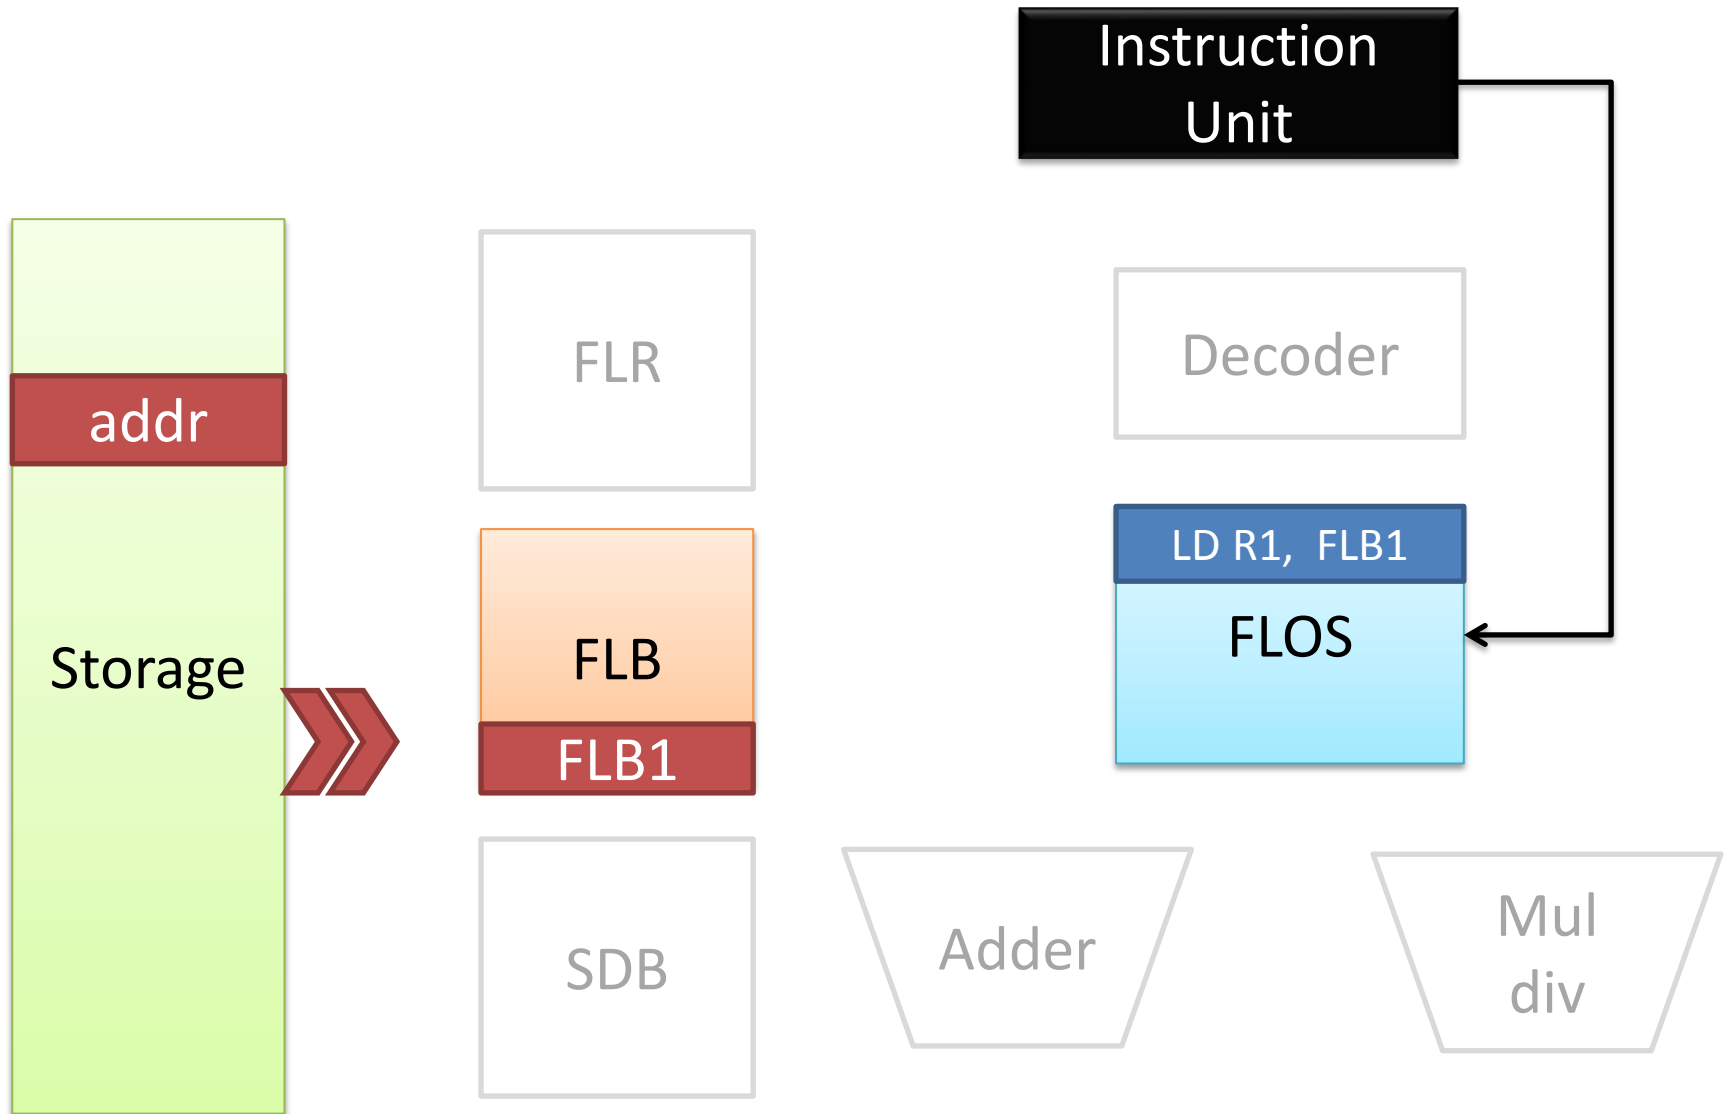 Instruction
Unit
addr
Storage
FLR
FLB
FLB1
SDB
Decoder
LD R1,  FLB1
FLOS
Adder
Mul
div